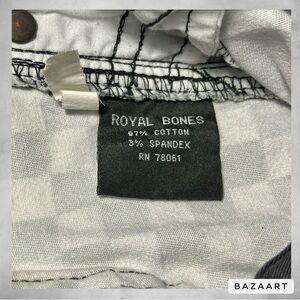 ROYAL BONES
97% COTTON
3% SPANDEX
RN 78061
BAZAART